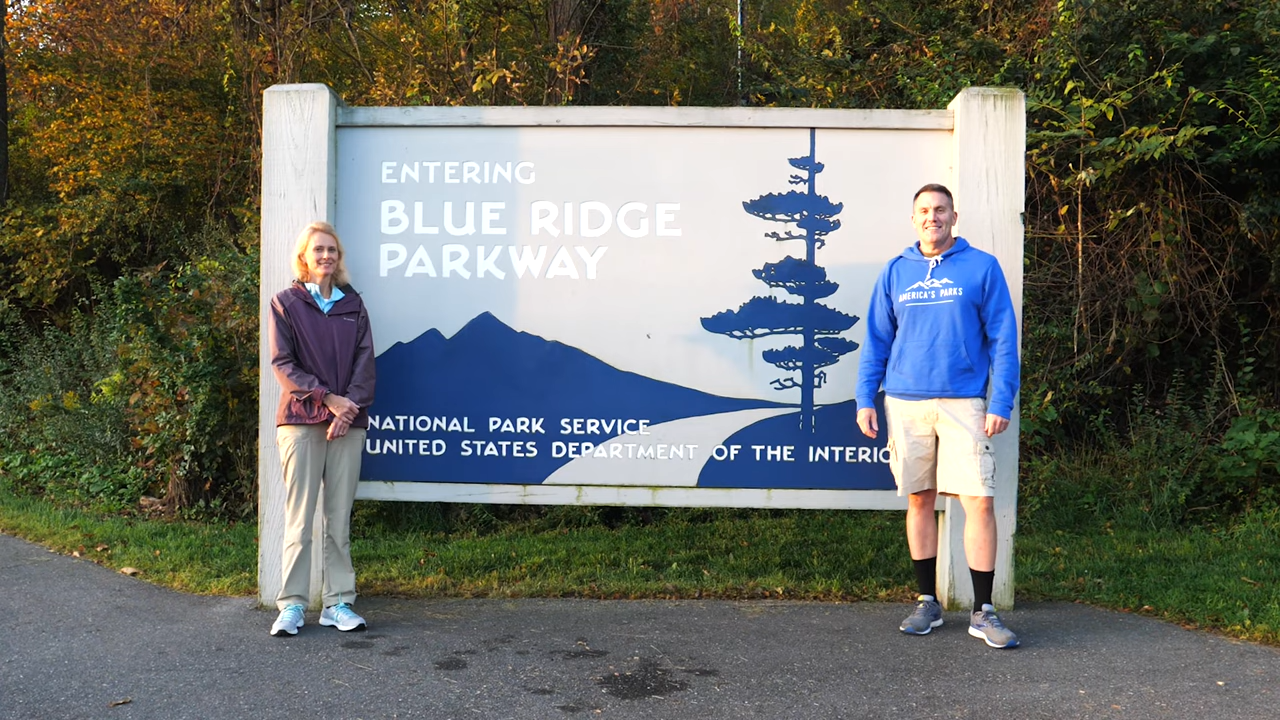 ENTERING
BLUE RIDGE
PARKWAY
AMERICA'S PARKS
NATIONAL PARK SERVICE
UNITED STATES DEPARTMENT OF THE INTERIO